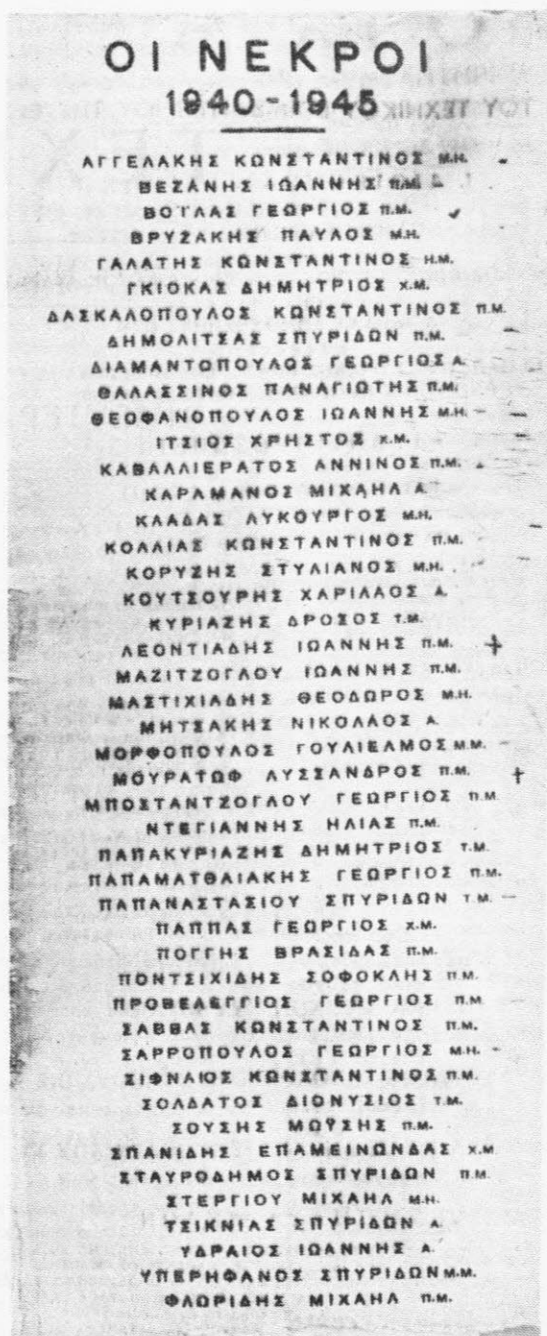 ΟΙ ΝΕΚΡΟΙ
1940-1945
ΑΓΓΕΛΑΚΗΣ ΚΩΝΣΤΑΝΤΙΝΟΣ Μ.Η.
ΒΕΖΑΝΗΣ ΙΩΑΝΝΗΣ Π.Μ.
ΒΟΤΛΑΣ ΓΕΩΡΓΙΟΣ Π.Μ.
ΒΡΥΖΑΚΗΣ ΠΑΥΛΟΣ Μ.Η.
ΓΑΛΑΤΗΣ ΚΩΝΣΤΑΝΤΙΝΟΣ Η.Μ.
ΓΚΙΟΚΑΣ ΔΗΜΗΤΡΙΟΣ Χ.Μ.
ΔΑΣΚΑΛΟΠΟΥΛΟΣ ΚΩΝΣΤΑΝΤΙΝΟΣ Π.Μ.
ΔΗΜΟΛΙΤΣΑΣ ΣΠΥΡΙΔΩΝ Π.Μ.
ΔΙΑΜΑΝΤΟΠΟΥΛΟΣ ΓΕΩΡΓΙΟΣ Α.
ΘΑΛΑΣΣΙΝΟΣ ΠΑΝΑΓΙΩΤΗΣ Π.Μ.
ΘΕΟΦΑΝΟΠΟΥΛΟΣ ΙΩΑΝΝΗΣ Μ.Η.
ΙΤΣΙΟΣ ΧΡΗΣΤΟΣ Χ.Μ.
ΚΑΒΑΛΛΙΕΡΑΤΟΣ ΑΝΝΙΝΟΣ Π.Μ.
ΚΑΡΑΜΑΝΟΣ ΜΙΧΑΗΛ Α.
ΚΛΑΔΑΣ ΛΥΚΟΥΡΓΟΣ Μ.Η.
ΚΟΛΛΙΑΣ ΚΩΝΣΤΑΝΤΙΝΟΣ Π.Μ.
ΚΟΡΥΖΗΣ ΣΤΥΛΙΑΝΟΣ Μ.Η.
ΚΟΥΤΣΟΥΡΗΣ ΧΑΡΙΛΑΟΣ Α.
ΚΥΡΙΑΖΗΣ ΔΡΟΣΟΣ Τ.Μ.
ΛΕΟΝΤΙΑΔΗΣ ΙΩΑΝΝΗΣ Π.Μ.
ΜΑΖΙΤΖΟΓΛΟΥ ΙΩΑΝΝΗΣ Π.Μ.
ΜΑΣΤΙΧΙΑΔΗΣ ΘΕΟΔΩΡΟΣ Μ.Η.
ΜΗΤΣΑΚΗΣ ΝΙΚΟΛΑΟΣ Α.
ΜΟΡΦΟΠΟΥΛΟΣ ΓΟΥΛΙΕΛΜΟΣ Μ.Μ.
ΜΟΥΡΑΤΩΦ ΛΥΣΣΑΝΔΡΟΣ Π.Μ.
ΜΠΟΣΤΑΝΤΖΟΓΛΟΥ ΓΕΩΡΓΙΟΣ Π.Μ.
ΝΤΕΓΙΑΝΝΗΣ ΗΛΙΑΣ Π.Μ.
ΠΑΠΑΚΥΡΙΑΖΗΣ ΔΗΜΗΤΡΙΟΣ Τ.Μ.
ΠΑΠΑΜΑΤΘΑΙΑΚΗΣ ΓΕΩΡΓΙΟΣ Π.Μ.
ΠΑΠΑΝΑΣΤΑΣΙΟΥ ΣΠΥΡΙΔΩΝ Τ.Μ.
ΠΑΠΠΑΣ ΓΕΩΡΓΙΟΣ Χ.Μ.
ΠΟΓΓΗΣ ΒΡΑΣΙΔΑΣ Π.Μ.
ΠΟΝΤΣΙΧΙΔΗΣ ΣΟΦΟΚΛΗΣ Π.Μ.
ΠΡΟΒΕΛΕΓΓΙΟΣ ΓΕΩΡΓΙΟΣ Π.Μ
ΣΑΒΒΑΣ ΚΩΝΣΤΑΝΤΙΝΟΣ Π.Μ.
ΣΑΡΡΟΠΟΥΛΟΣ ΓΕΩΡΓΙΟΣ Μ.Η.
ΣΙΦΝΑΙΟΣ ΚΩΝΣΤΑΝΤΙΝΟΣ Π.Μ.
ΣΟΛΔΑΤΟΣ ΔΙΟΝΥΣΙΟΣ Τ.Μ.
ΣΟΥΣΗΣ ΜΩΥΣΗΣ Π.Μ.
ΣΠΑΝΙΔΗΣ ΕΠΑΜΕΙΝΩΝΔΑΣ Χ.Μ
ΣΤΑΥΡΟΔΗΜΟΣ ΣΠΥΡΙΔΩΝ Π.Μ
ΣΤΕΡΓΙΟΥ ΜΙΧΑΗΛ Μ.Η.
ΤΣΙΚΝΙΑΣ ΣΠΥΡΙΔΩΝ Α.
ΥΔΡΑΙΟΣ ΙΩΑΝΝΗΣ Α.
ΥΠΕΡΗΦΑΝΟΣ ΣΠΥΡΙΔΩΝ Μ.Μ.
ΦΛΩΡΙΔΗΣ ΜΙΧΑΗΛ Π.Μ.